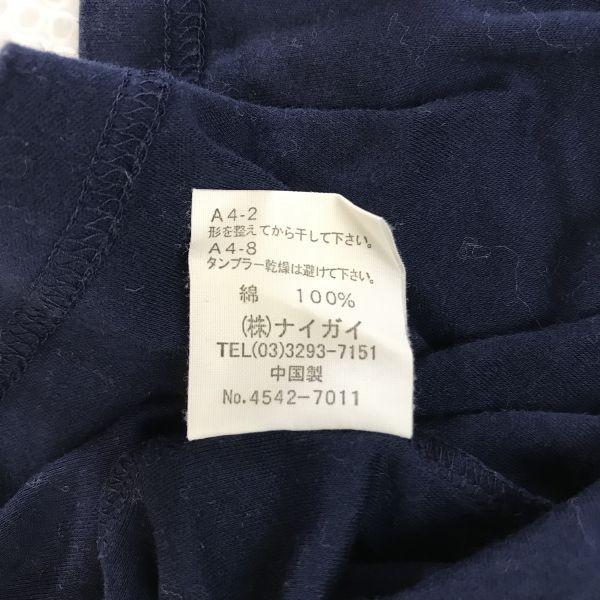 A4-2
形を整えてから干して下さい。
A4-8
タンブラー乾燥は避けて下さい。
綿 100%
(株)ナイガイ
TEL(03)3293-7151
中国製
No.4542-7011